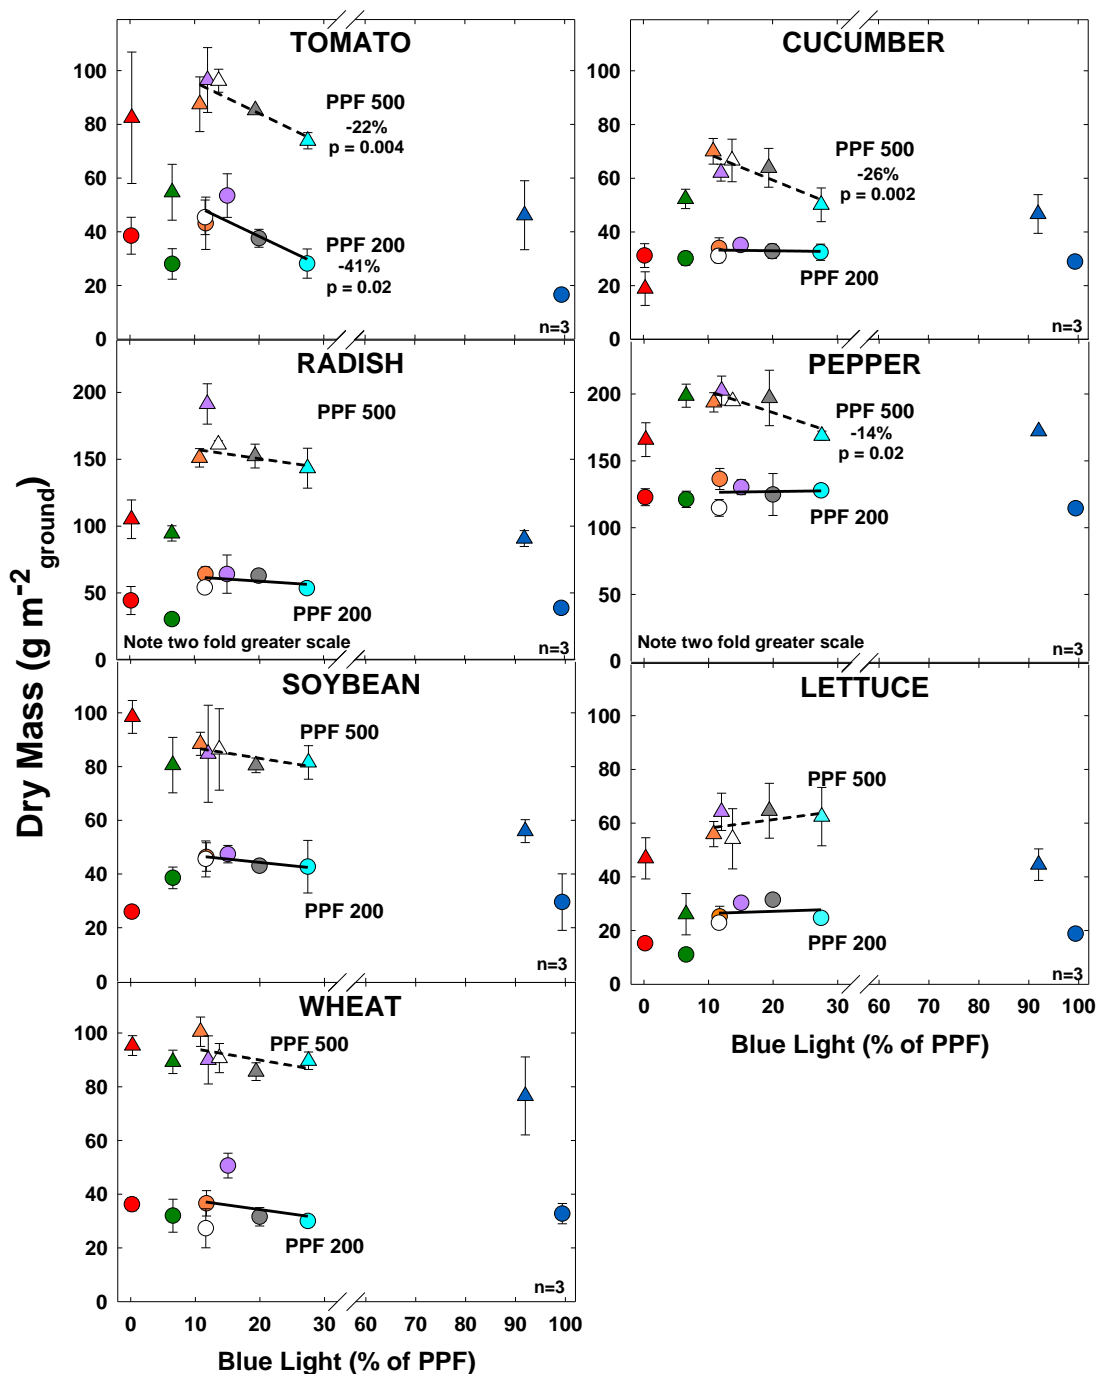 Dry Mass (g m-2 ground)
TOMATO
100
80
60
40
20
0
PPF 500
-22%
p = 0.004
PPF 200
-41%
p = 0.02
n=3
CUCUMBER
100
80
60
40
20
0
PPF 500
-26%
p = 0.002
PPF 200
n=3
RADISH
200
150
100
50
0
PPF 500
PPF 200
Note two fold greater scale
n=3
PEPPER
200
150
100
50
0
PPF 500
-14%
p = 0.02
PPF 200
Note two fold greater scale
n=3
SOYBEAN
100
80
60
40
20
0
PPF 500
PPF 200
n=3
LETTUCE
100
80
60
40
20
0
PPF 500
PPF 200
n=3
0 10 20 30 60 70 80 90 100
Blue Light (% of PPF)
WHEAT
100
80
60
40
20
0
PPF 500
PPF 200
n=3
0 10 20 30 60 70 80 90 100
Blue Light (% of PPF)